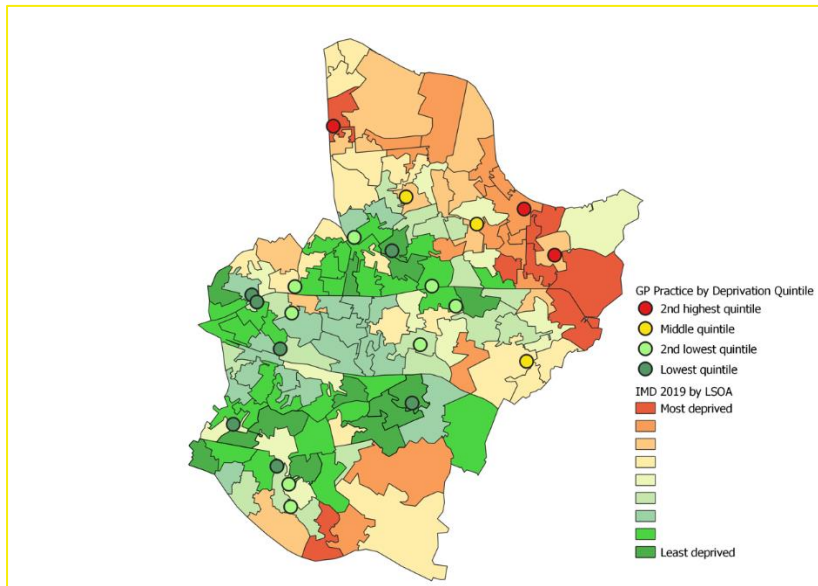 GP Practice by Deprivation Quintile
2nd highest quintile
Middle quintile
2nd lowest quintile
Lowest quintile
IMD 2019 by LSOA
Most deprived
Least deprived